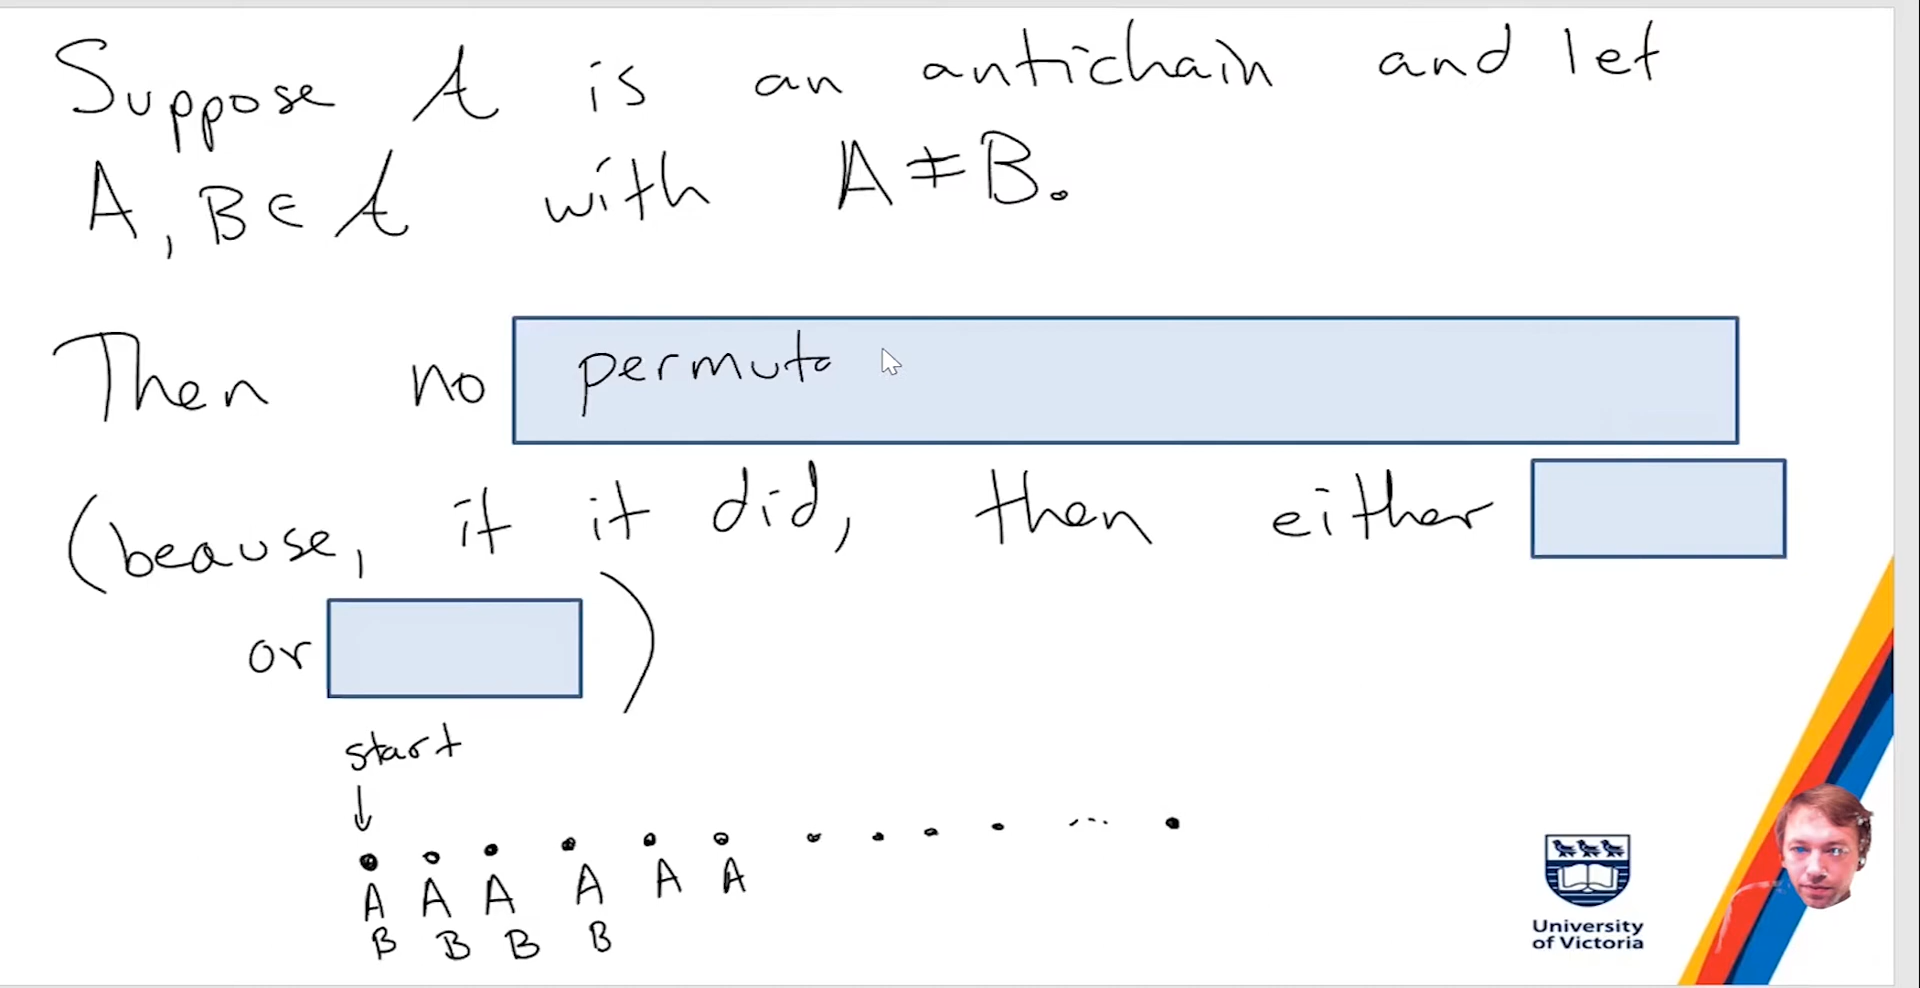 Suppose 𝒜 is an antichain and let
A, B ∈ 𝒜 with A ≠ B.
Then no permuta
(beause, if it did, then either
or )
start
↓
...
A A A A A A
B B B B
University
of Victoria